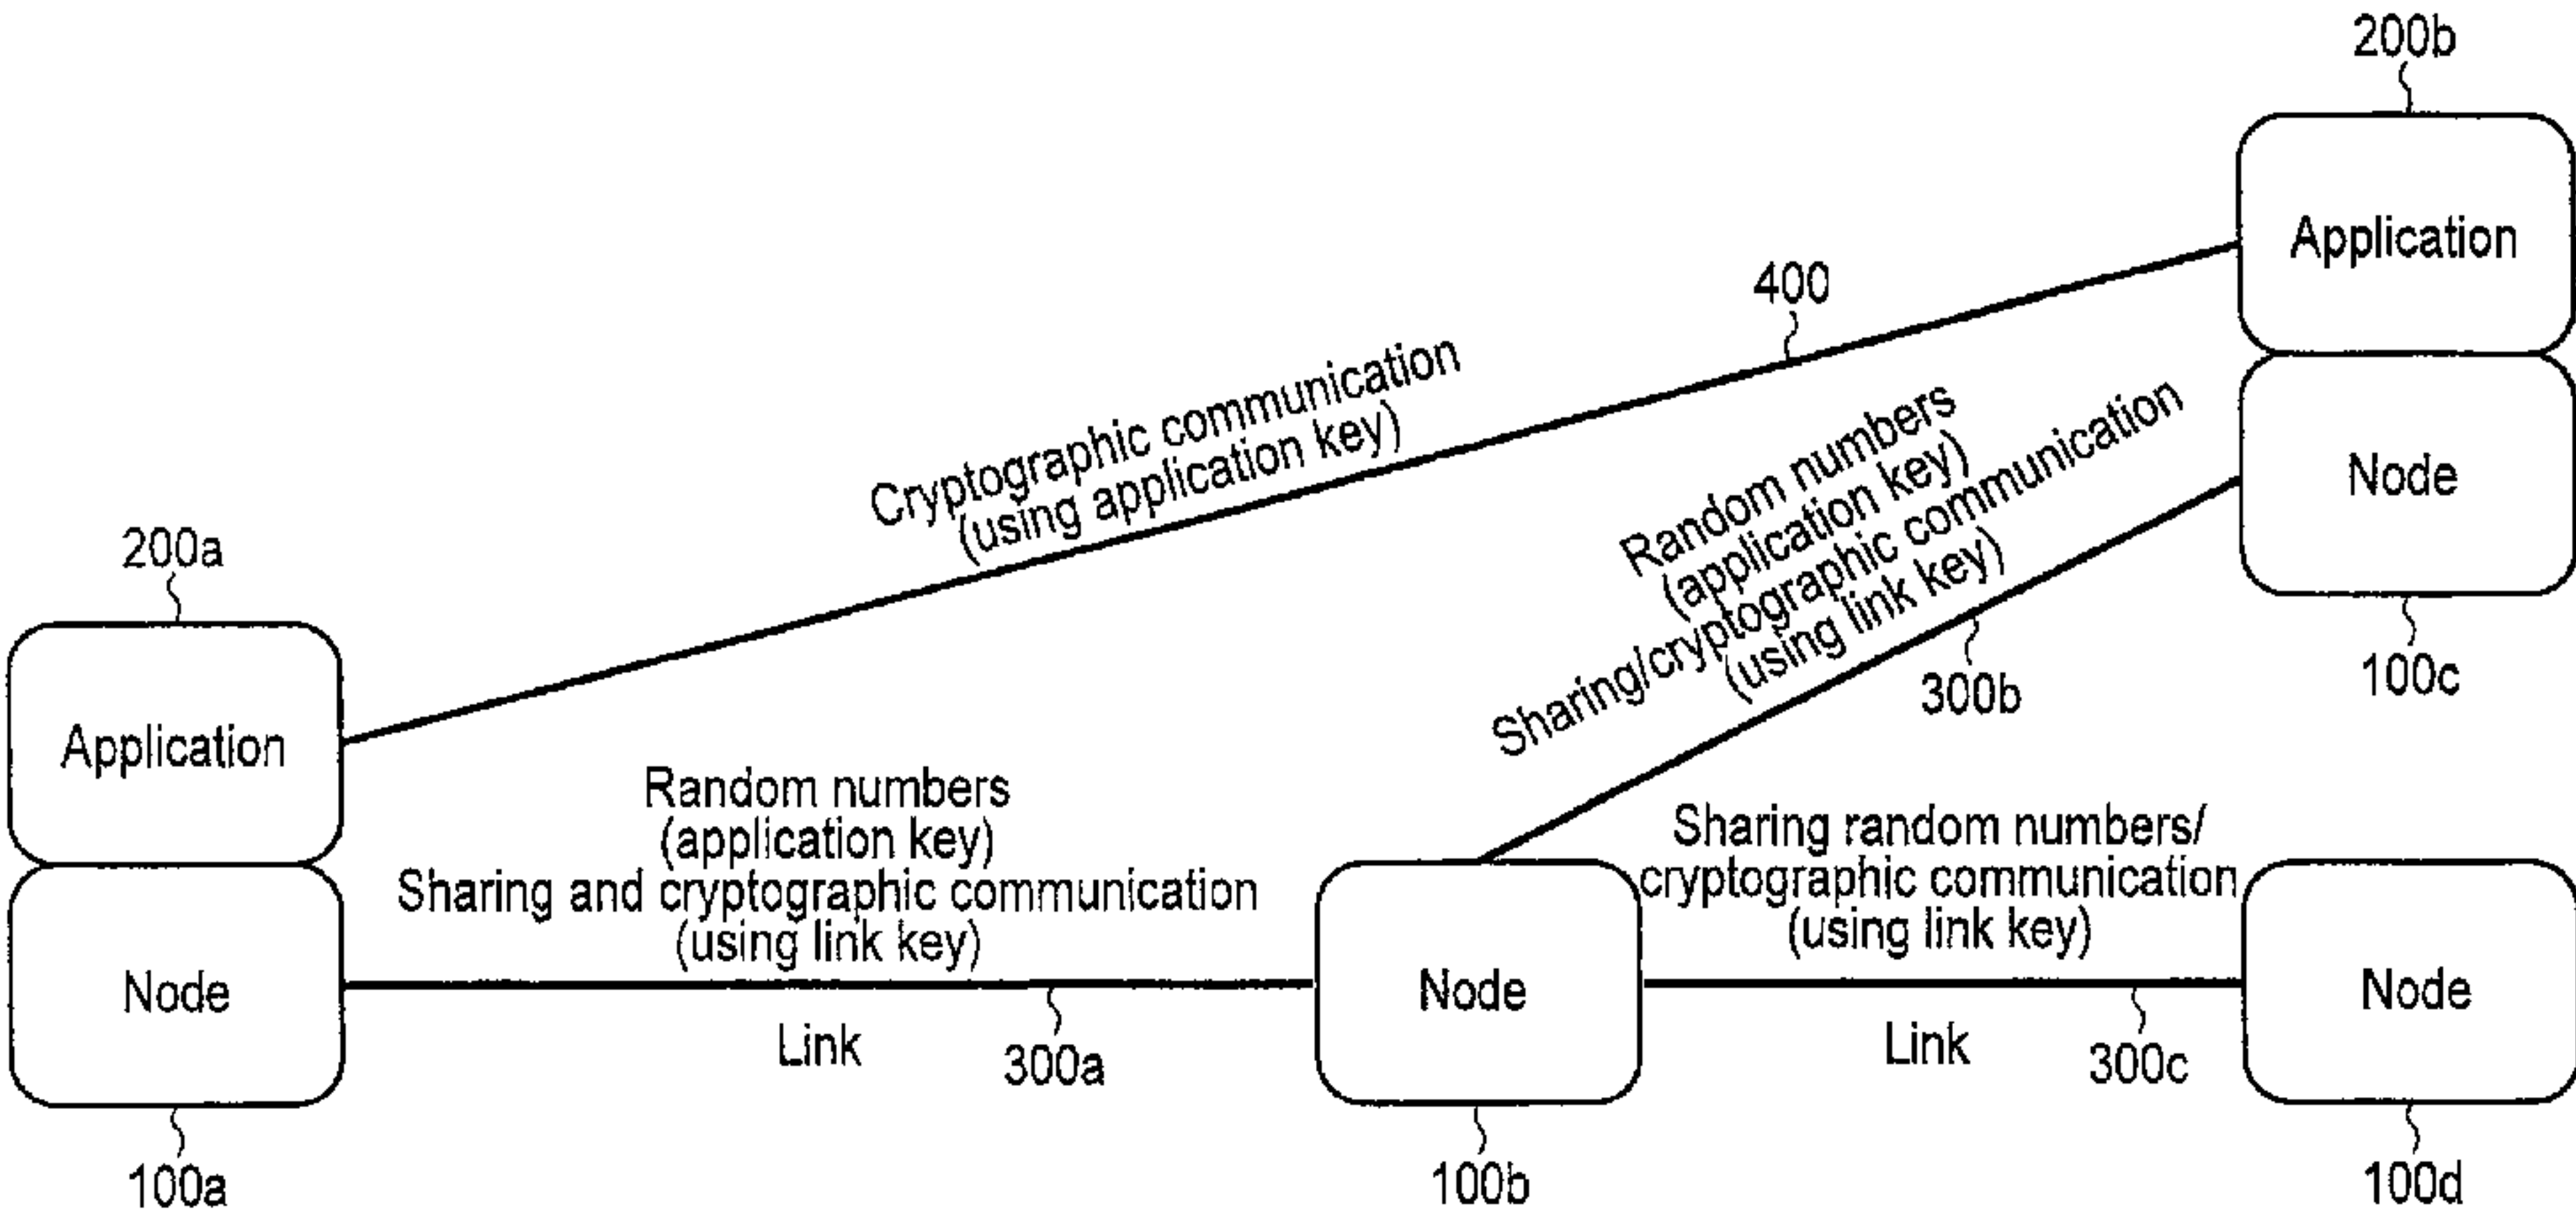 200b
Application
400
Cryptographic communication
(using application key)
Random numbers
(application key)
Sharing/cryptographic communication
(using link key)
Node
200a
300b
100c
Application
Random numbers
(application key)
Sharing and cryptographic communication
(using link key)
Sharing random numbers/
cryptographic communication
(using link key)
Node
Node
Node
Link
300a
Link
300c
100a
100b
100d